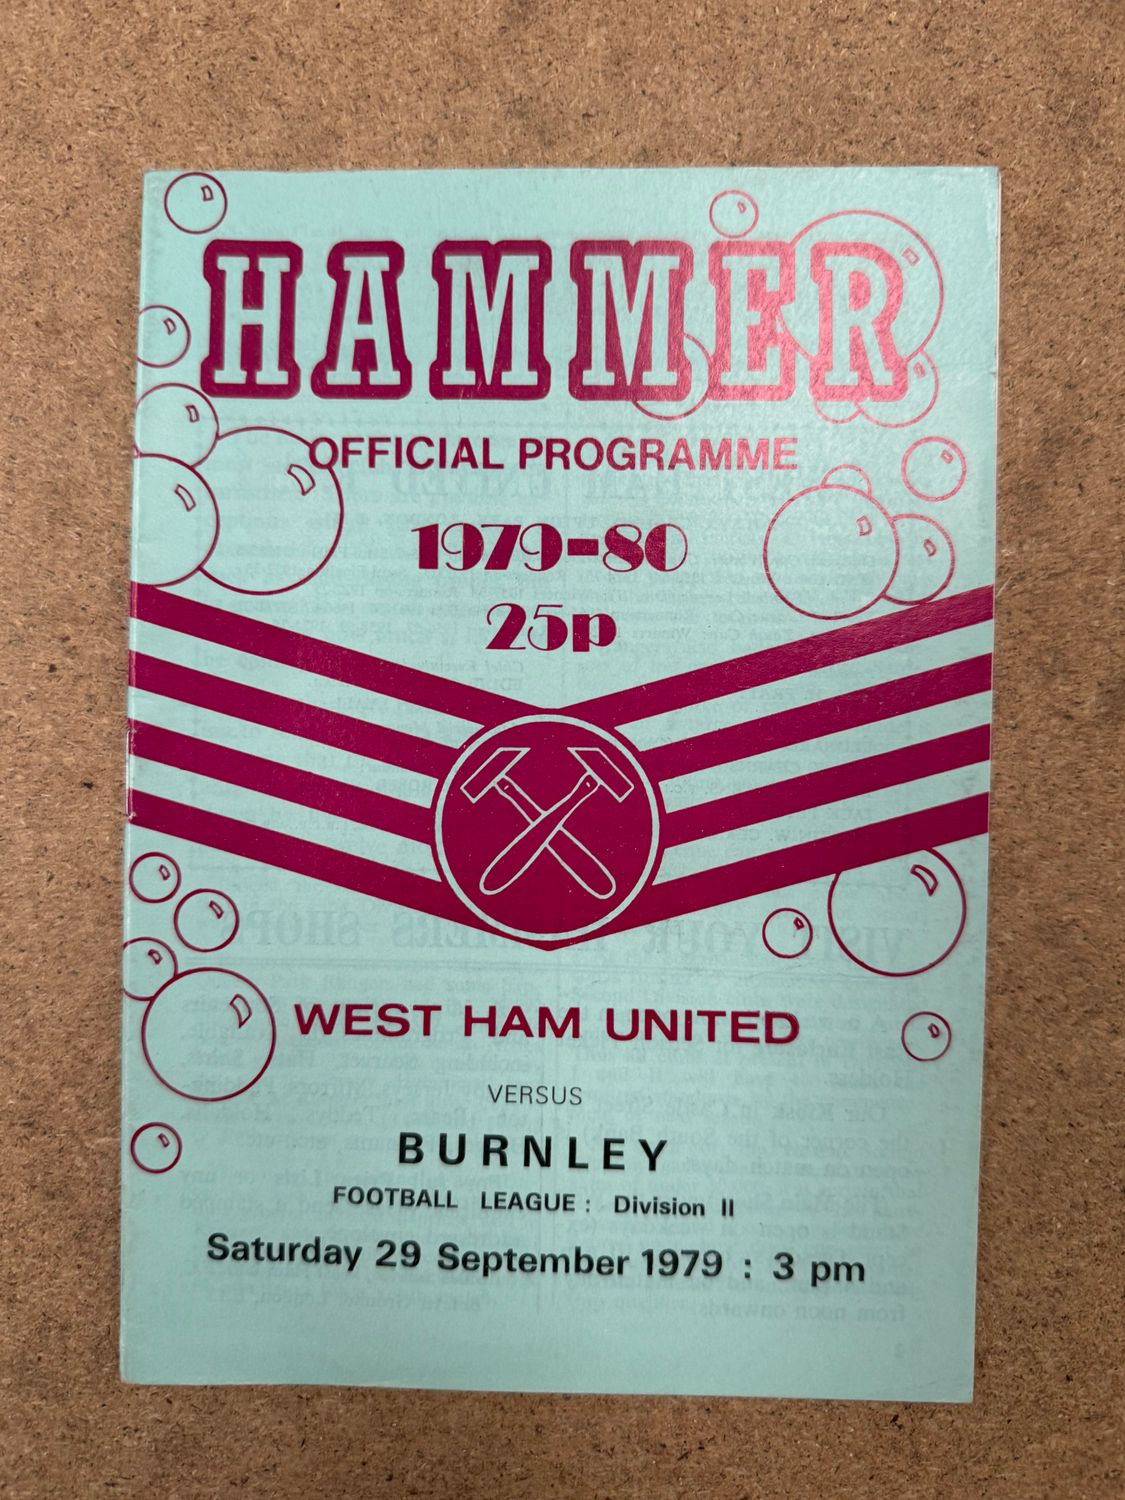 HAMMER
OFFICIAL PROGRAMME
1979-80
25p
WEST HAM UNITED
VERSUS
BURNLEY
FOOTBALL LEAGUE : Division II
Saturday 29 September 1979 : 3 pm